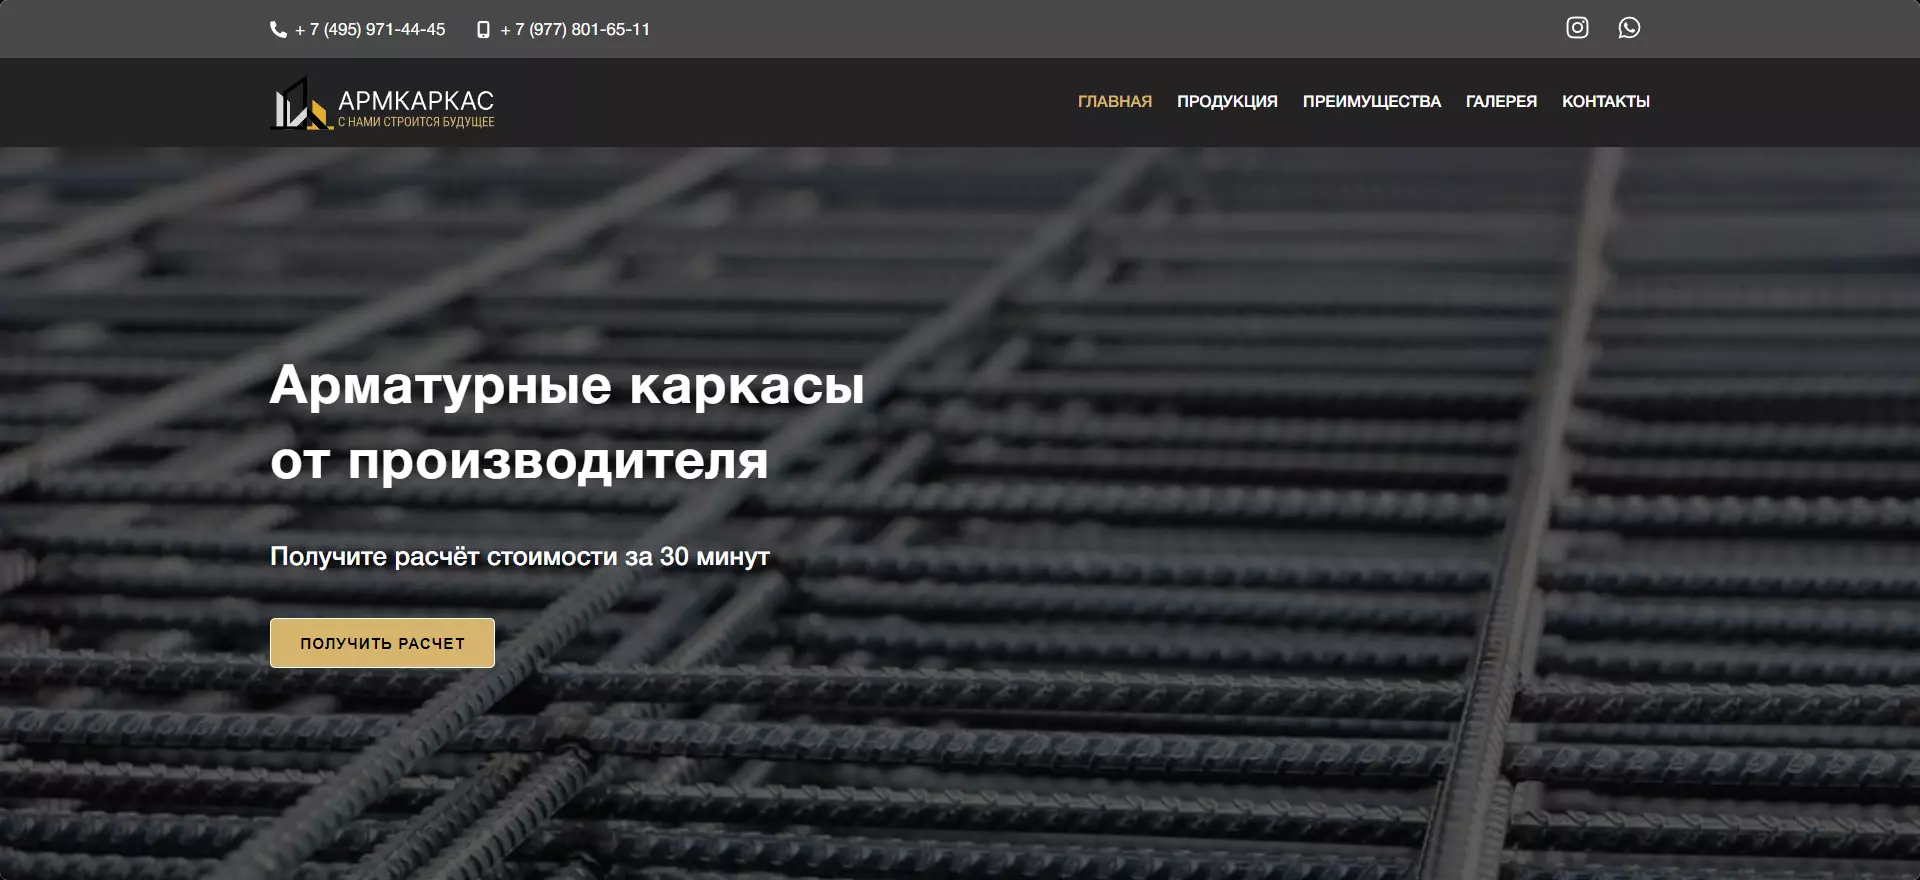 + 7 (495) 971-44-45
+ 7 (977) 801-65-11
АРМКАРКАС
С НАМИ СТРОИТСЯ БУДУЩЕЕ
ГЛАВНАЯ
ПРОДУКЦИЯ
ПРЕИМУЩЕСТВА
ГАЛЕРЕЯ
КОНТАКТЫ
Арматурные каркасы
от производителя
Получите расчёт стоимости за 30 минут
ПОЛУЧИТЬ РАСЧЕТ